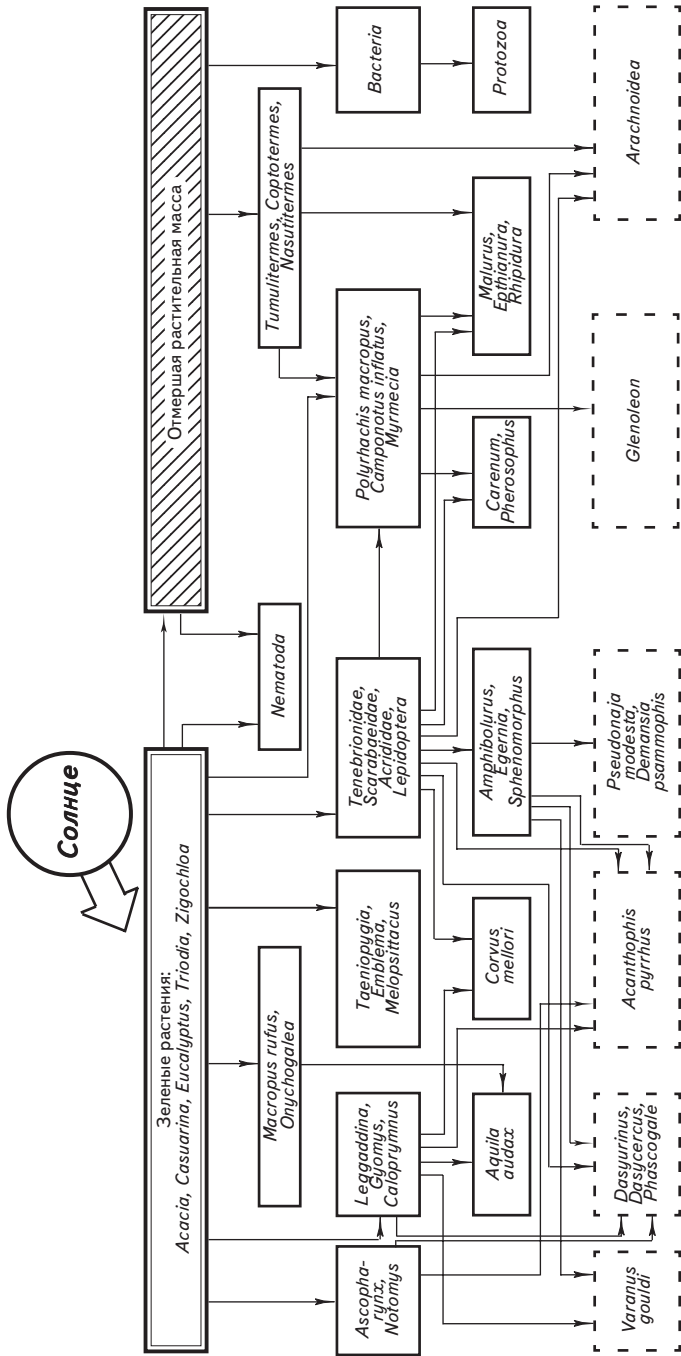 Солнце
Зеленые растения:
Acacia, Casuarina, Eucalyptus, Triodia, Zigochloa
Отмершая растительная масса
Macropus rufus,
Onychogalea
Nematoda
Tumulitermes, Coptotermes,
Nasutitermes
Ascopha-
rynx,
Notomys
Leggaddina,
Gyomys,
Caloprymnus
Taeniopygia,
Emblema,
Melopsittacus
Tenebrionidae,
Scarabaeidae,
Acrididae,
Lepidoptera
Polyrhachis macropus,
Camponotus inflatus,
Myrmecia
Bacteria
Aquila
audax
Corvus
mellori
Amphibolurus,
Egernia,
Sphenomorphus
Carenum,
Pherosophus
Malurus,
Epthianura,
Rhipidura
Protozoa
Varanus
gouldi
Dasyurinus,
Dasycercus,
Phascogale
Acanthophis
pyrrhus
Pseudonaja
modesta,
Demansia
psammophis
Glenoleon
Arachnoidea